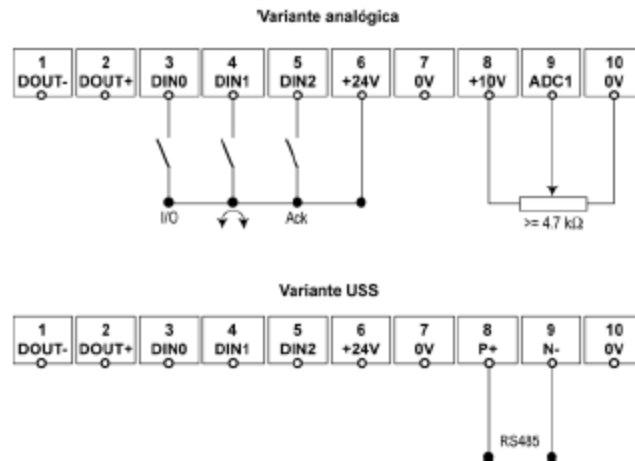 Variante analógica
1 2 3 4 5 6 7 8 9 10
DOUT- DOUT+ DIN0 DIN1 DIN2 +24V 0V +10V ADC1 0V
I/O Ack
>= 4.7 kΩ
Variante USS
1 2 3 4 5 6 7 8 9 10
DOUT- DOUT+ DIN0 DIN1 DIN2 +24V 0V P+ N- 0V
RS485